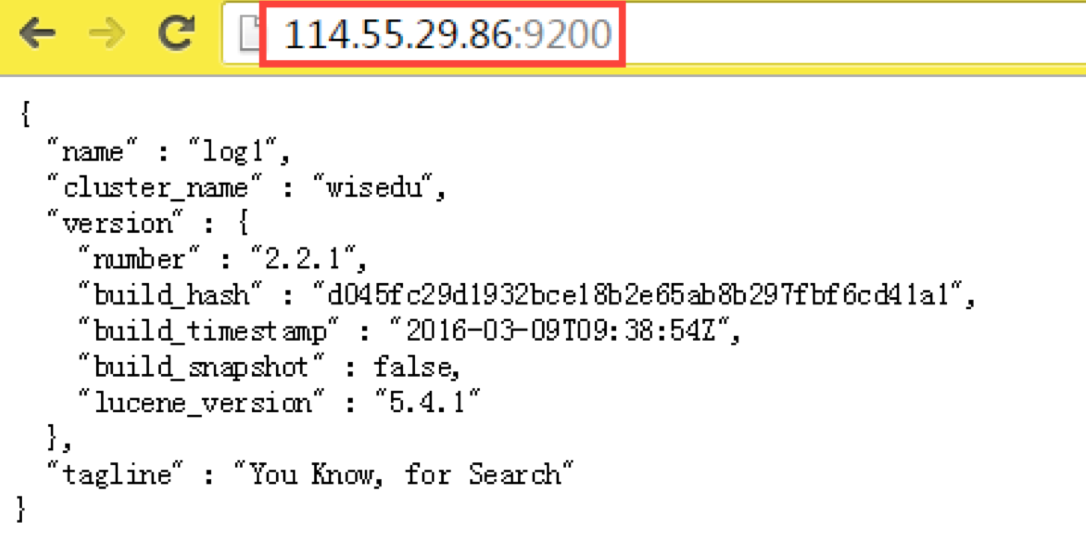 114.55.29.86:9200
{
"name" : "log1",
"cluster_name" : "wisedu",
"version" : {
"number" : "2.2.1",
"build_hash" : "d045fc29d1932bce18b2e65ab8b297fbf6cd41a1",
"build_timestamp" : "2016-03-09T09:38:54Z",
"build_snapshot" : false,
"lucene_version" : "5.4.1"
},
"tagline" : "You Know, for Search"
}